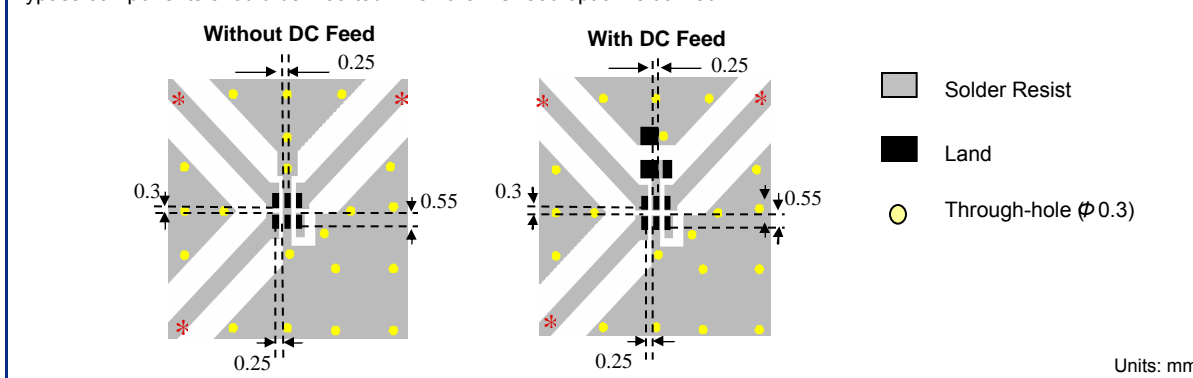 Without DC Feed
With DC Feed
0.25
0.25
*
*
*
*
Solder Resist
Land
0.3
0.55
0.3
0.55
Through-hole (Φ 0.3)
*
*
0.25
0.25
Units: mm